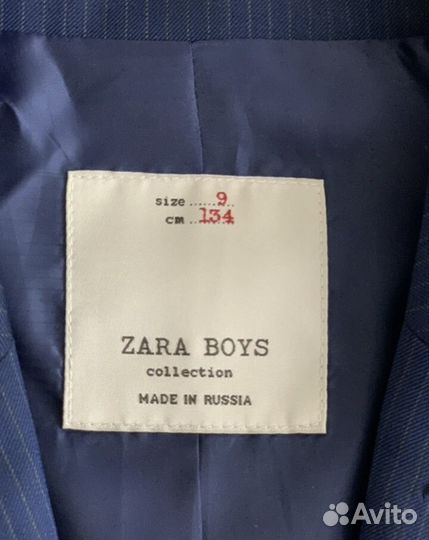 size ......9..
cm ..134
ZARA BOYS
collection
MADE IN RUSSIA
Avito